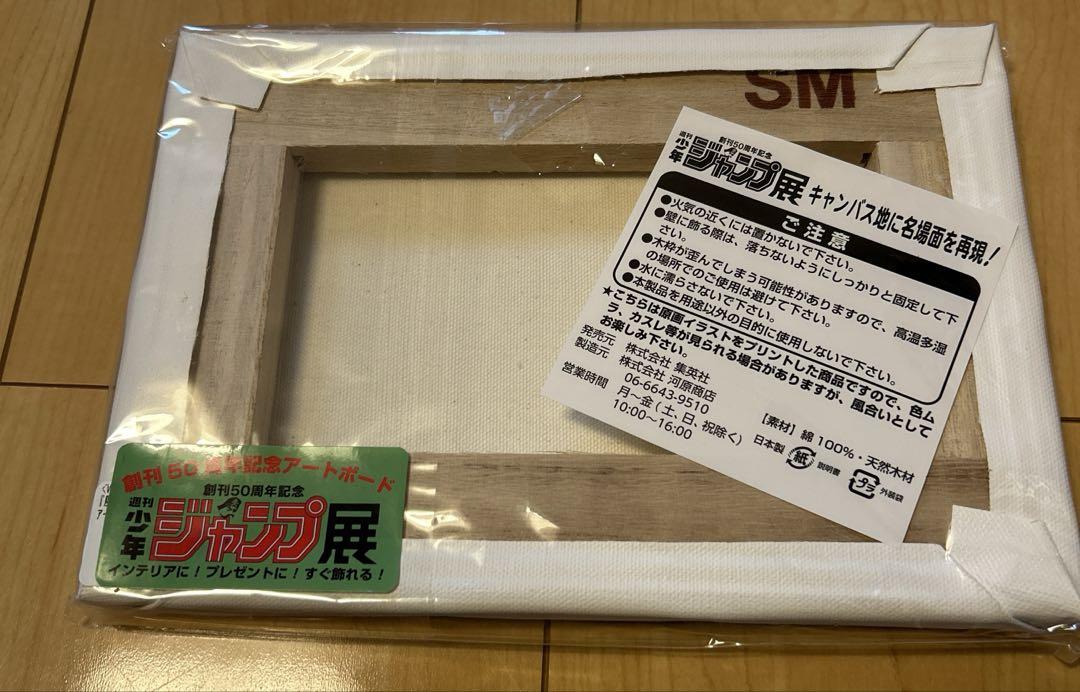 SM
創刊50周年記念
週刊
少年
ジャンプ展
キャンバス地に名場面を再現！
ご注意
●火気の近くには置かないで下さい。
●壁に飾る際は、落ちないようにしっかりと固定して下
さい。
●木枠が歪んでしまう可能性がありますので、高温多湿
の場所でのご使用は避けて下さい。
●水に濡らさないで下さい。
●本製品を用途以外の目的に使用しないで下さい。
★こちらは原画イラストをプリントした商品ですので、色ム
ラ、カスレ等が見られる場合がありますが、風合いとして
お楽しみ下さい。
発売元 株式会社 集英社
製造元 株式会社 河原商店
06-6643-9510
営業時間 月～金（土、日、祝除く）
10:00～16:00
【素材】綿 100%・天然木材
日本製 紙 説明書 プラ 外装袋
創刊50周年記念アートボード
創刊50周年記念
週刊
少年
ジャンプ展
インテリアに！プレゼントに！すぐ飾れる！